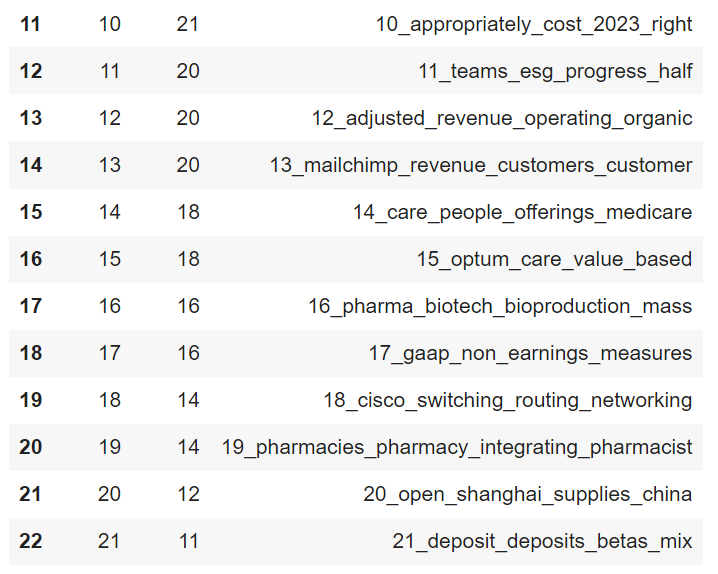 11 10 21 10_appropriately_cost_2023_right
12 11 20 11_teams_esg_progress_half
13 12 20 12_adjusted_revenue_operating_organic
14 13 20 13_mailchimp_revenue_customers_customer
15 14 18 14_care_people_offerings_medicare
16 15 18 15_optum_care_value_based
17 16 16 16_pharma_biotech_bioproduction_mass
18 17 16 17_gaap_non_earnings_measures
19 18 14 18_cisco_switching_routing_networking
20 19 14 19_pharmacies_pharmacy_integrating_pharmacist
21 20 12 20_open_shanghai_supplies_china
22 21 11 21_deposit_deposits_betas_mix